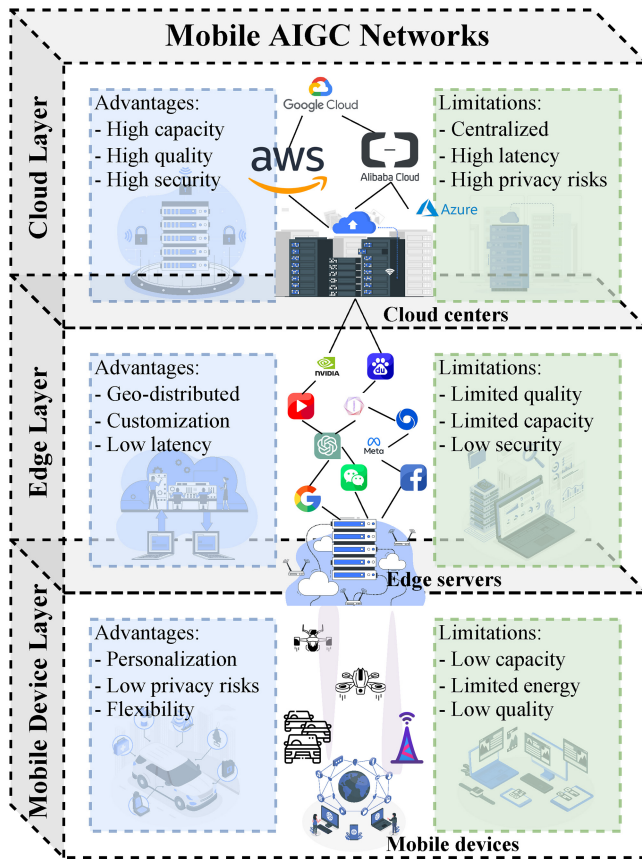 Mobile AIGC Networks
Cloud Layer
Advantages:
- High capacity
- High quality
- High security
Google Cloud
aws
Alibaba Cloud
Azure
Limitations:
- Centralized
- High latency
- High privacy risks
Cloud centers
Edge Layer
Advantages:
- Geo-distributed
- Customization
- Low latency
NVIDIA
du
Meta
Limitations:
- Limited quality
- Limited capacity
- Low security
Edge servers
Mobile Device Layer
Advantages:
- Personalization
- Low privacy risks
- Flexibility
Limitations:
- Low capacity
- Limited energy
- Low quality
Mobile devices